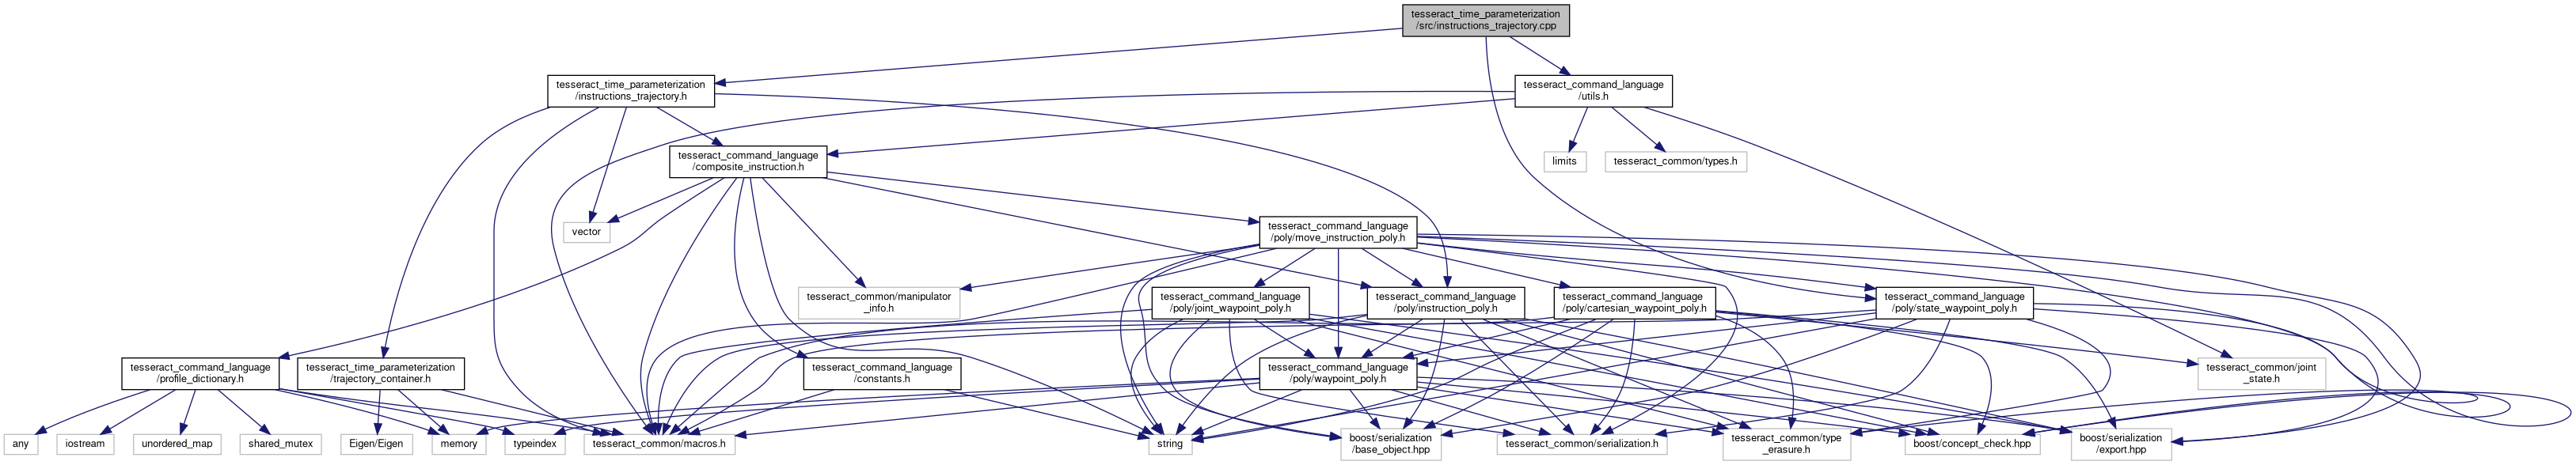 tesseract_time_parameterization
/src/instructions_trajectory.cpp
tesseract_time_parameterization
/instructions_trajectory.h
tesseract_command_language
/utils.h
tesseract_command_language
/composite_instruction.h
limits
tesseract_common/types.h
vector
tesseract_command_language
/poly/move_instruction_poly.h
tesseract_common/manipulator
_info.h
tesseract_command_language
/poly/joint_waypoint_poly.h
tesseract_command_language
/poly/instruction_poly.h
tesseract_command_language
/poly/cartesian_waypoint_poly.h
tesseract_command_language
/poly/state_waypoint_poly.h
tesseract_command_language
/profile_dictionary.h
tesseract_time_parameterization
/trajectory_container.h
tesseract_command_language
/constants.h
tesseract_command_language
/poly/waypoint_poly.h
tesseract_common/joint
_state.h
any
iostream
unordered_map
shared_mutex
Eigen/Eigen
memory
typeindex
tesseract_common/macros.h
string
boost/serialization
/base_object.hpp
tesseract_common/serialization.h
tesseract_common/type
_erasure.h
boost/concept_check.hpp
boost/serialization
/export.hpp